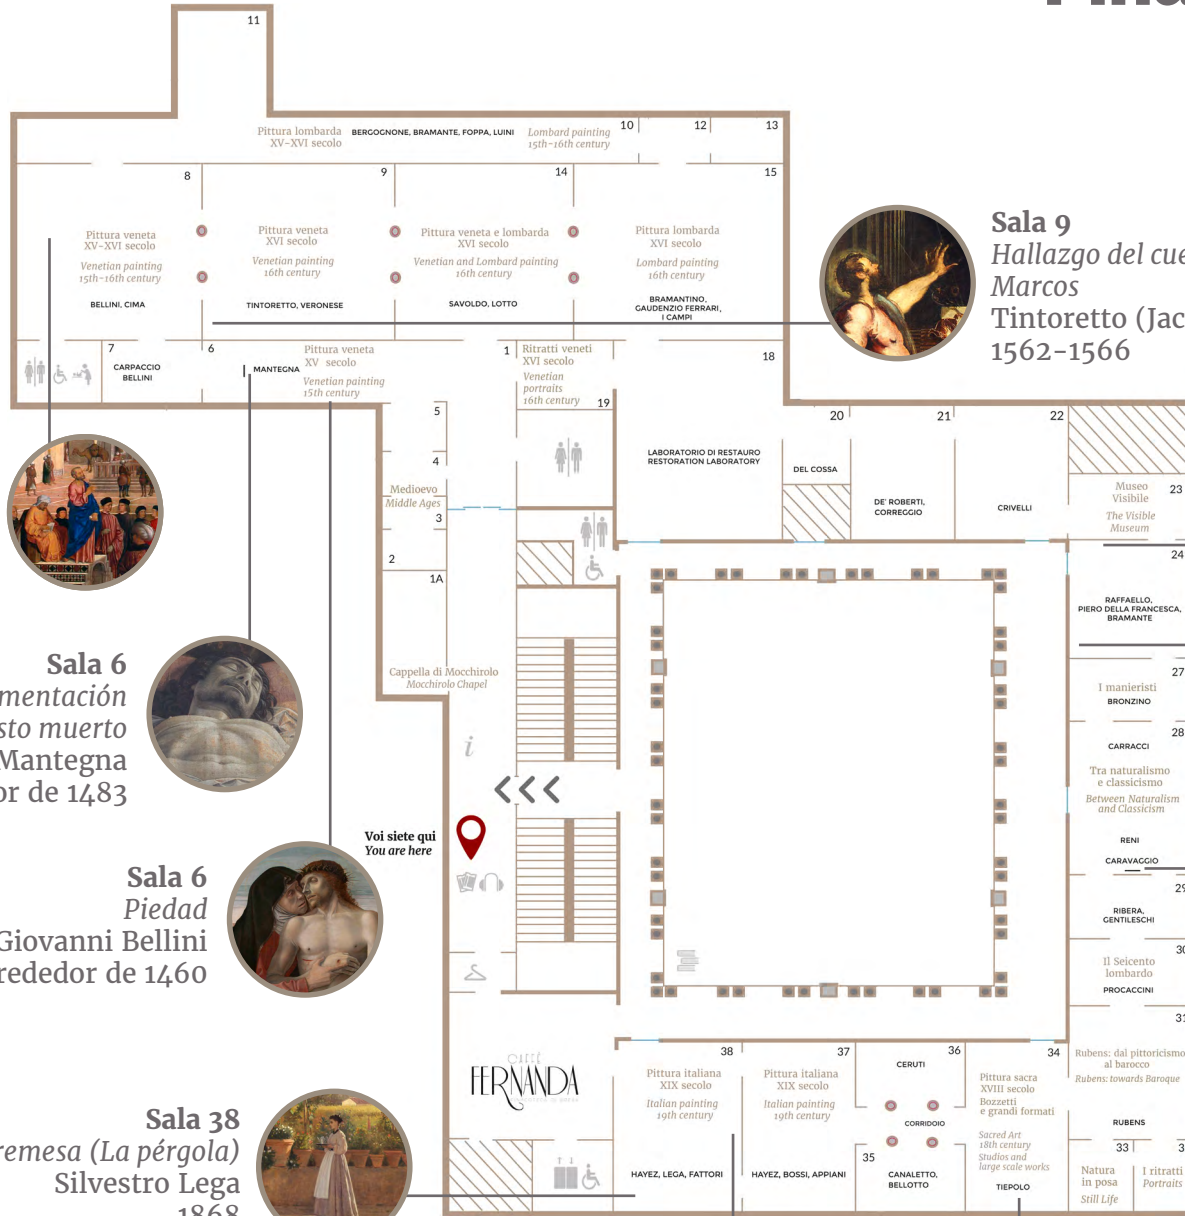 11
Pittura lombarda
XV-XVI secolo
BERGOGNONE, BRAMANTE, FOPPA, LUINI
Lombard painting
15th-16th century
10
12
13
8
9
14
15
Pittura veneta
XV-XVI secolo
Venetian painting
15th-16th century
BELLINI, CIMA
Pittura veneta
XVI secolo
Venetian painting
16th century
TINTORETTO, VERONESE
Pittura veneta e lombarda
XVI secolo
Venetian and Lombard painting
16th century
SAVOLDO, LOTTO
Pittura lombarda
XVI secolo
Lombard painting
16th century
BRAMANTINO,
GAUDENZIO FERRARI,
I CAMPI
Sala 9
Hallazgo del
Marcos
Tintoretto
1562-1566
7
CARPACCIO
BELLINI
6
MANTEGNA
Pittura veneta
XV secolo
Venetian painting
15th century
1
Ritratti veneti
XVI secolo
Venetian
portraits
16th century
19
18
5
4
Medioevo
Middle Ages
3
2
1A
Cappella di Mocchirolo
Mocchirolo Chapel
LABORATORIO DI RESTAURO
RESTORATION LABORATORY
20
DEL COSSA
21
DE' ROBERTI,
CORREGGIO
22
CRIVELLI
Museo
Visibile
The Visible
Museum
23
24
RAFFAELLO,
PIERO DELLA FRANCESCA,
BRAMANTE
27
I manieristi
BRONZINO
28
CARRACCI
Tra naturalismo
e classicismo
Between Naturalism
and Classicism
RENI
CARAVAGGIO
29
RIBERA,
GENTILESCHI
30
Il Seicento
lombardo
PROCACCINI
31
Rubens: dal pittoricismo
al barocco
Rubens: towards Baroque
RUBENS
33
Natura
in posa
Still Life
I ritratti
Portraits
Sala 6
muerto
Mantegna
de 1483
i
Voi siete qui
You are here
Sala 6
Piedad
Giovanni Bellini
de 1460
CAFFÈ
FERNANDA
38
Pittura italiana
XIX secolo
Italian painting
19th century
HAYEZ, LEGA, FATTORI
37
Pittura italiana
XIX secolo
Italian painting
19th century
HAYEZ, BOSSI, APPIANI
36
CERUTI
CORRIDOIO
35
CANALETTO,
BELLOTTO
34
Pittura sacra
XVIII secolo
Bozzetti
e grandi formati
Sacred Art
18th century
Studios and
large scale works
TIEPOLO
Sala 38
(La pérgola)
Silvestro Lega
1868